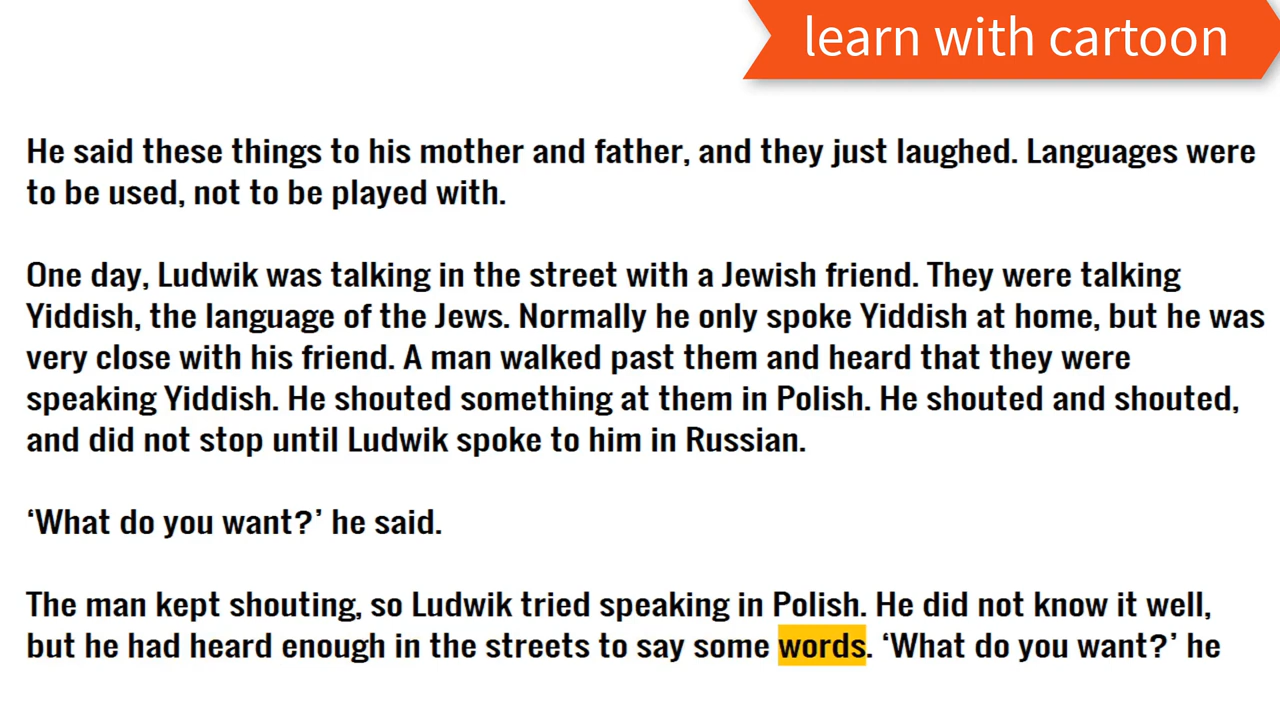 learn with cartoon
He said these things to his mother and father, and they just laughed. Languages were
to be used, not to be played with.
One day, Ludwik was talking in the street with a Jewish friend. They were talking
Yiddish, the language of the Jews. Normally he only spoke Yiddish at home, but he was
very close with his friend. A man walked past them and heard that they were
speaking Yiddish. He shouted something at them in Polish. He shouted and shouted,
and did not stop until Ludwik spoke to him in Russian.
‘What do you want?’ he said.
The man kept shouting, so Ludwik tried speaking in Polish. He did not know it well,
but he had heard enough in the streets to say some words. ‘What do you want?’ he